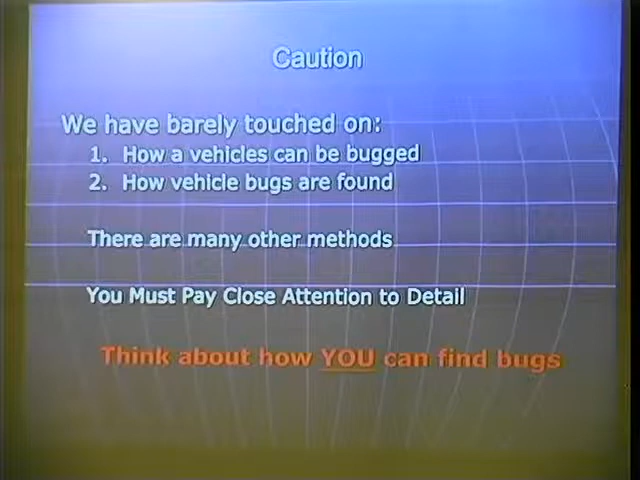 Caution
We have barely touched on:
1. How a vehicles can be bugged
2. How vehicle bugs are found
There are many other methods
You Must Pay Close Attention to Detail
Think about how YOU can find bugs